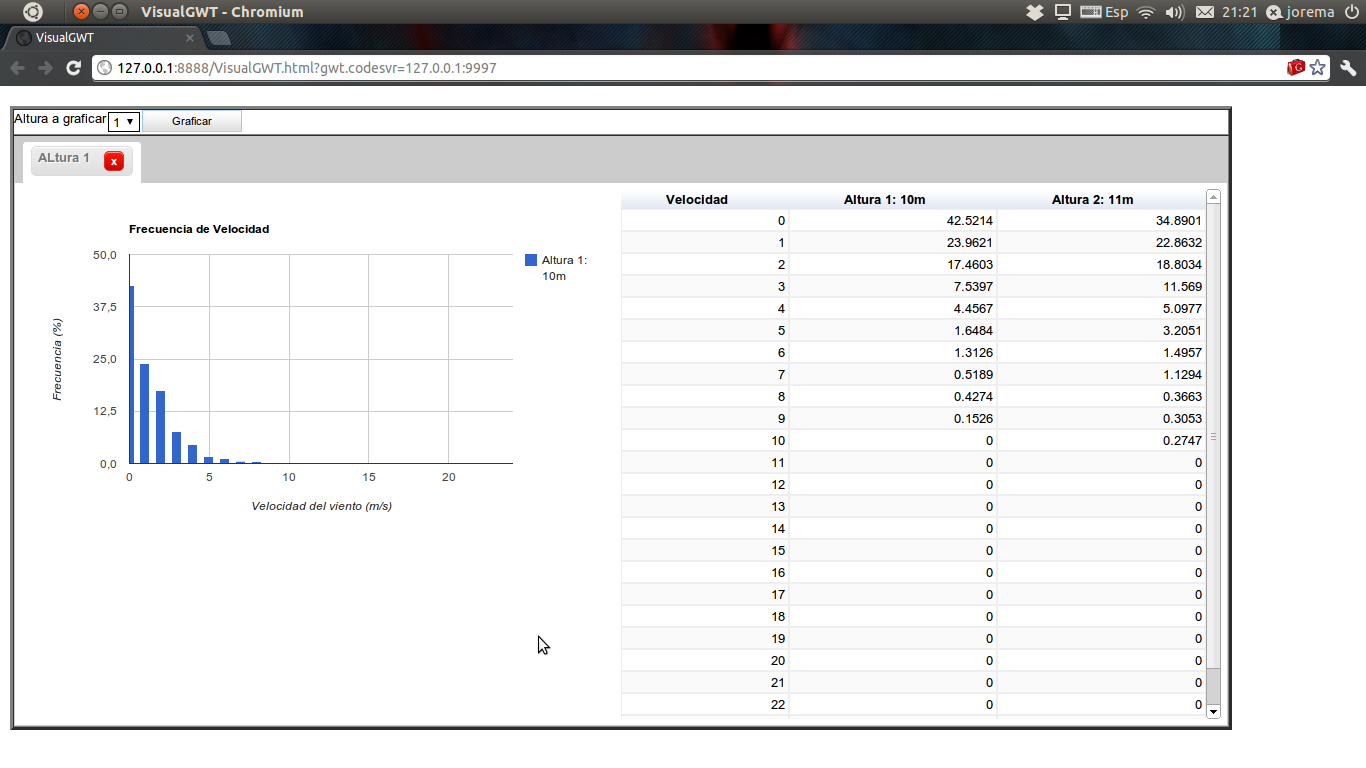 VisualGWT - Chromium
Esp 21:21 jorema
VisualGWT
127.0.0.1:8888/VisualGWT.html?gwt.codesvr=127.0.0.1:9997
Altura a graficar 1 Graficar
ALtura 1 x
Frecuencia de Velocidad
50,0
37,5
25,0
12,5
0,0
Frecuencia (%)
0 5 10 15 20
Velocidad del viento (m/s)
Altura 1:
10m
Velocidad Altura 1: 10m Altura 2: 11m
0 42.5214 34.8901
1 23.9621 22.8632
2 17.4603 18.8034
3 7.5397 11.569
4 4.4567 5.0977
5 1.6484 3.2051
6 1.3126 1.4957
7 0.5189 1.1294
8 0.4274 0.3663
9 0.1526 0.3053
10 0 0.2747
11 0 0
12 0 0
13 0 0
14 0 0
15 0 0
16 0 0
17 0 0
18 0 0
19 0 0
20 0 0
21 0 0
22 0 0